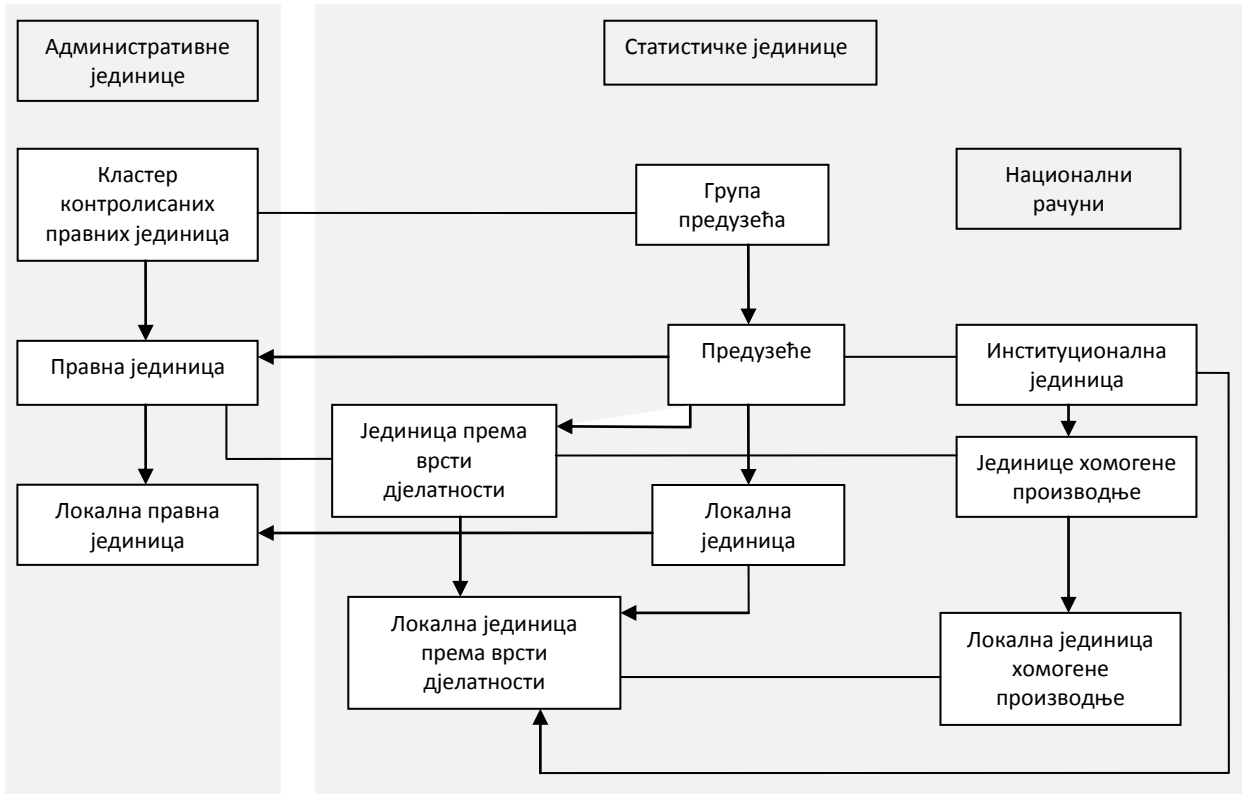 Административне
јединице
Статистичке јединице
Кластер
контролисаних
правних јединица
Група
предузећа
Национални
рачуни
Правна јединица
Предузеће
Институционална
јединица
Јединица према
врсти
дјелатности
Јединице хомогене
производње
Локална правна
јединица
Локална
јединица
Локална јединица
према врсти
дјелатности
Локална јединица
хомогене
производње